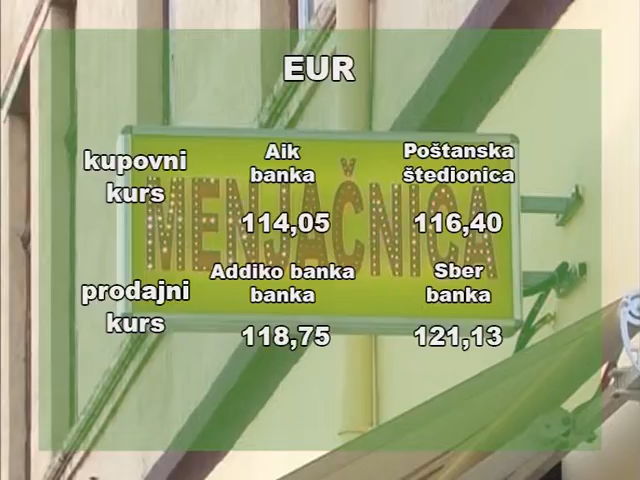 EUR
kupovni
kurs
Aik
banka
114,05
Poštanska
štedionica
116,40
prodajni
kurs
Addiko banka
banka
118,75
Sber
banka
121,13
MENJAČNICA